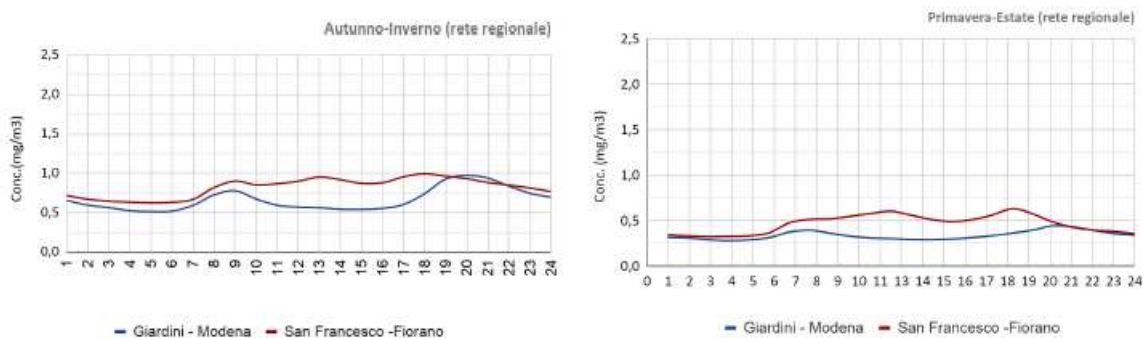 Autunno-Inverno (rete regionale)
Conc.(mg/m3)
2,5
2,0
1,5
1,0
0,5
0,0
1 2 3 4 5 6 7 8 9 10 11 12 13 14 15 16 17 18 19 20 21 22 23 24
Giardini - Modena San Francesco -Fiorano
Primavera-Estate (rete regionale)
Conc. (mg/m3)
2,5
2,0
1,5
1,0
0,5
0,0
0 1 2 3 4 5 6 7 8 9 10 11 12 13 14 15 16 17 18 19 20 21 22 23 24
Giardini - Modena San Francesco -Fiorano